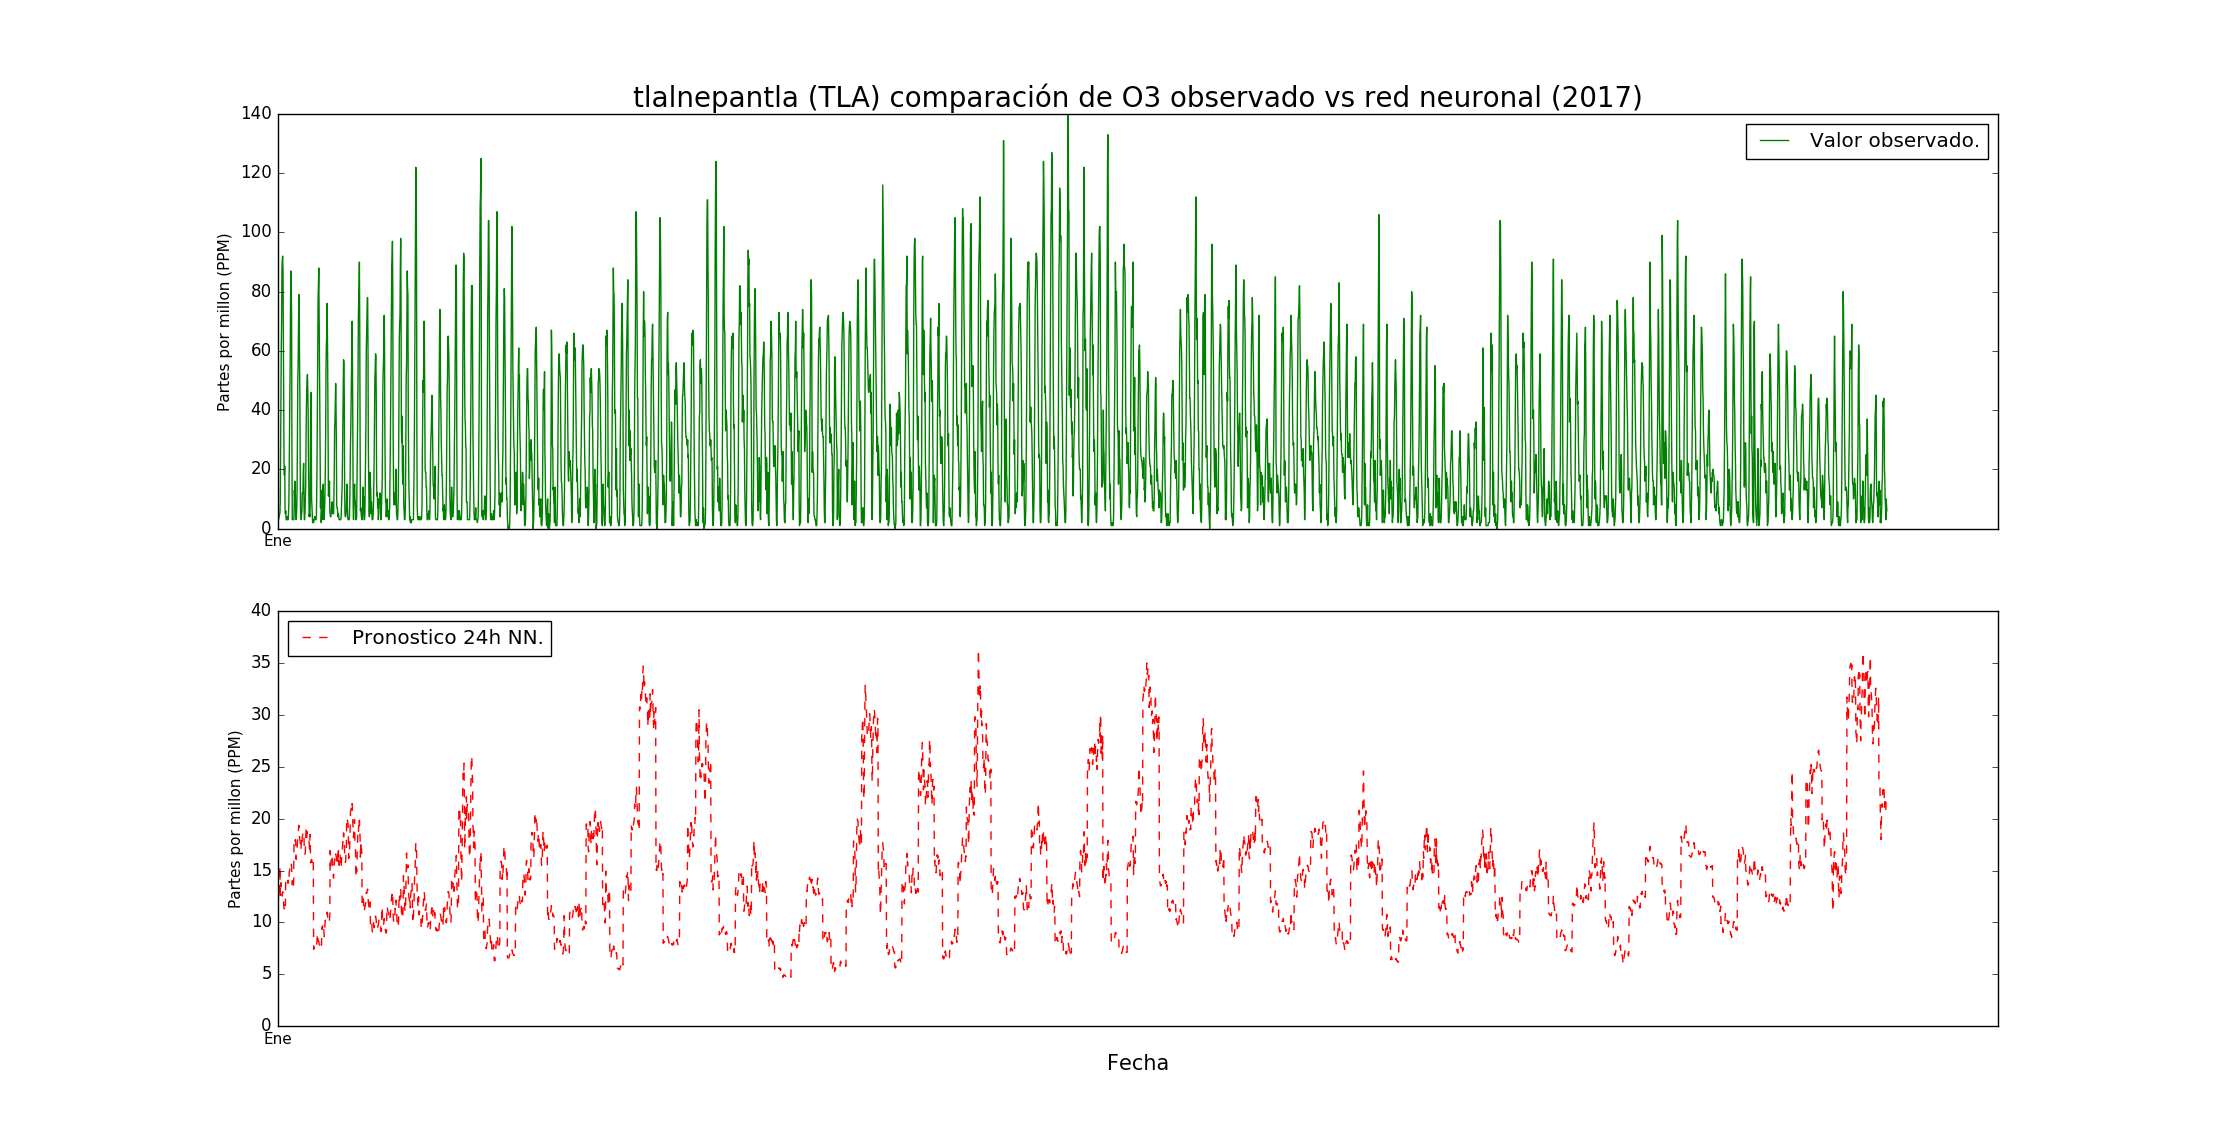 tlalnepantla (TLA) comparación de O3 observado vs red neuronal (2017)
140
120
100
80
60
40
20
0
Partes por millon (PPM)
Valor observado.
Ene
40
35
30
25
20
15
10
5
0
Partes por millon (PPM)
Pronostico 24h NN.
Ene
Fecha